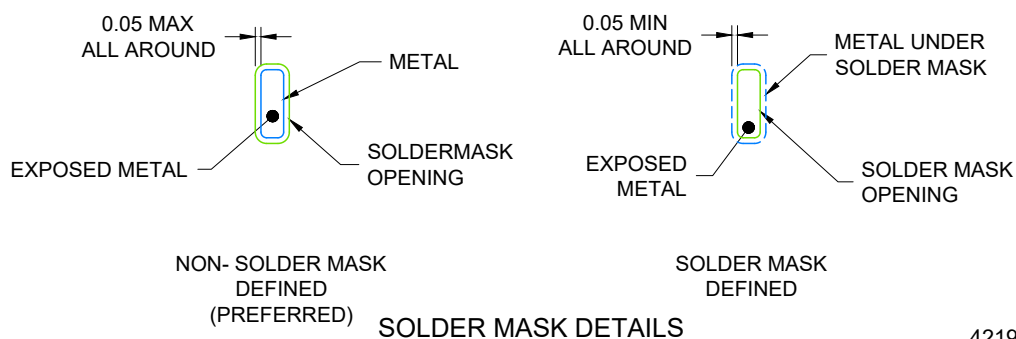 0.05 MAX
ALL AROUND
METAL
EXPOSED METAL
SOLDERMASK
OPENING
NON- SOLDER MASK
DEFINED
(PREFERRED)
0.05 MIN
ALL AROUND
METAL UNDER
SOLDER MASK
EXPOSED
METAL
SOLDER MASK
OPENING
SOLDER MASK
DEFINED
SOLDER MASK DETAILS
4219